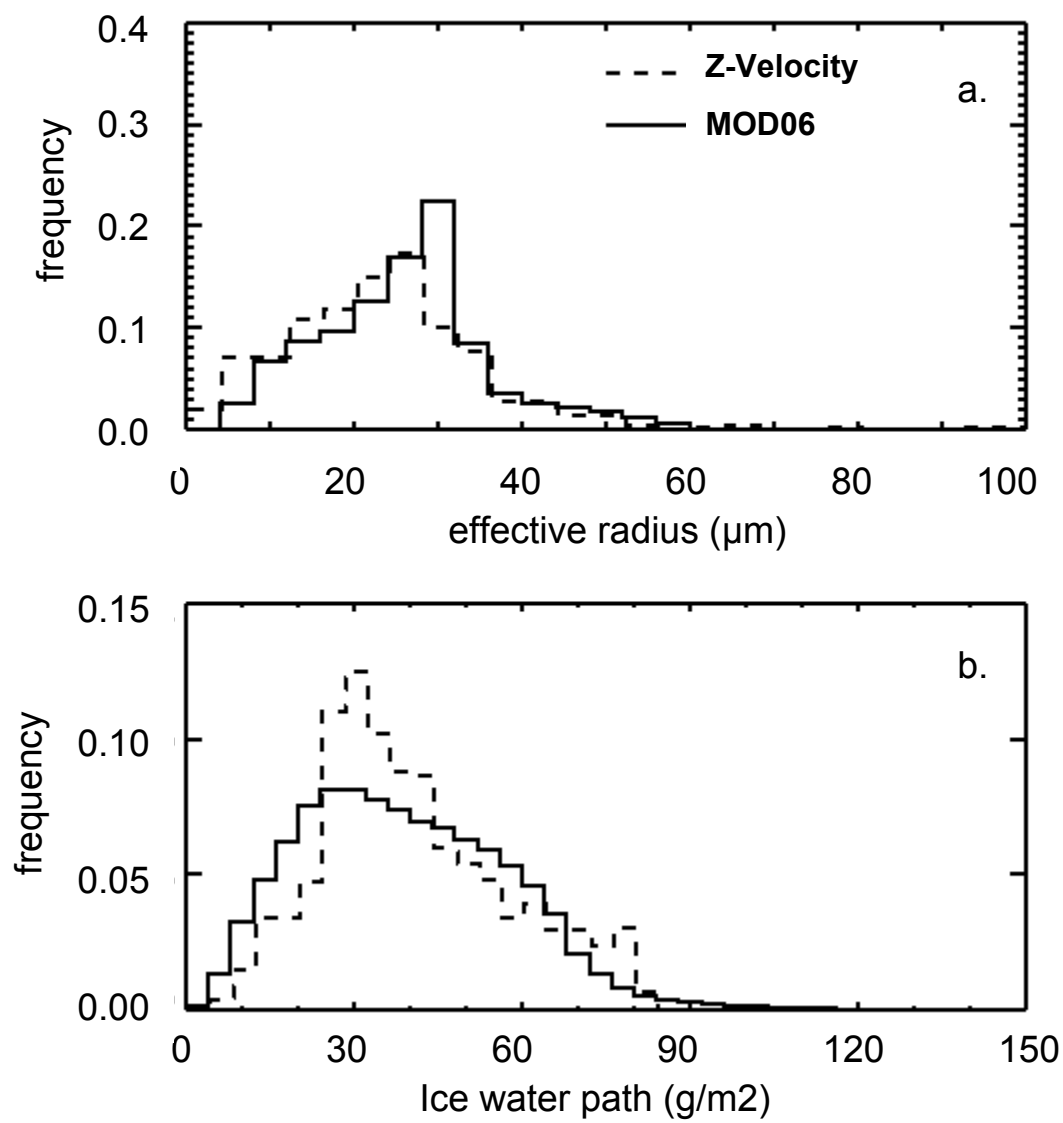 0.4
Z-Velocity
a.
MOD06
0.3
frequency
0.2
0.1
0.0
0 20 40 60 80 100
effective radius (μm)
0.15
b.
0.10
frequency
0.05
0.00
0 30 60 90 120 150
Ice water path (g/m2)